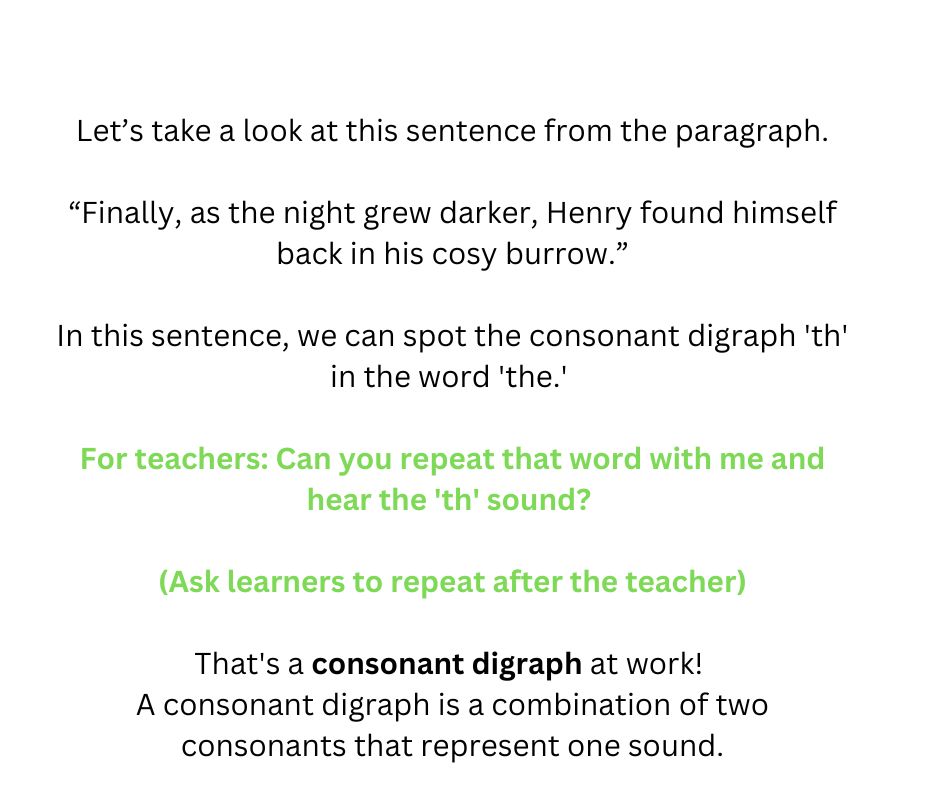 Let’s take a look at this sentence from the paragraph.
“Finally, as the night grew darker, Henry found himself
back in his cosy burrow.”
In this sentence, we can spot the consonant digraph 'th'
in the word 'the.'
For teachers: Can you repeat that word with me and
hear the 'th' sound?
(Ask learners to repeat after the teacher)
That's a consonant digraph at work!
A consonant digraph is a combination of two
consonants that represent one sound.